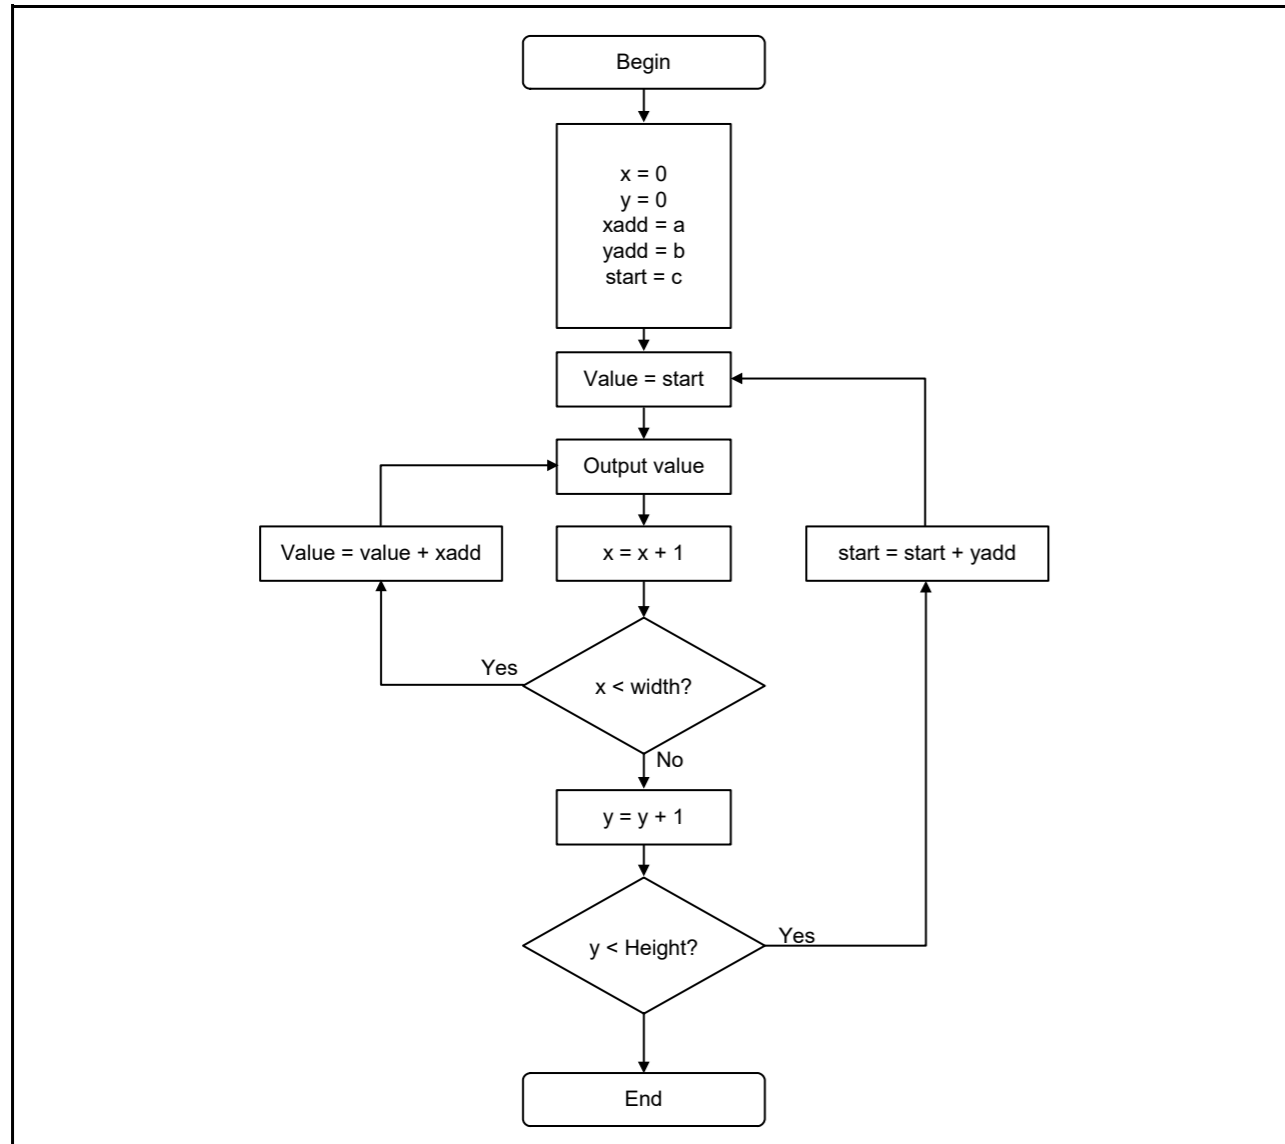 Begin
x = 0
y = 0
xadd = a
yadd = b
start = c
Value = start
Output value
Value = value + xadd
x = x + 1
start = start + yadd
Yes
x < width?
No
y = y + 1
y < Height?
Yes
End